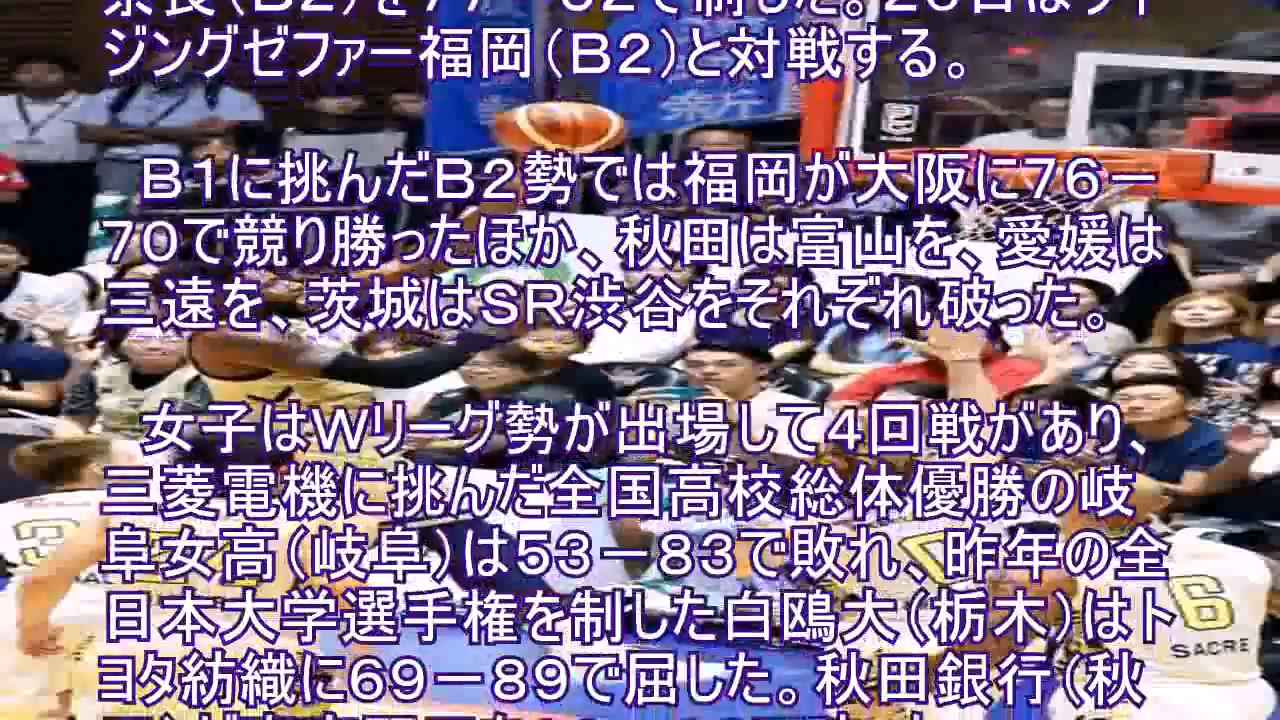 ジングゼファー福岡（Ｂ２）と対戦する。
Ｂ１に挑んだＢ２勢では福岡が大阪に７６－
７０で競り勝ったほか、秋田は富山を、愛媛は
三遠を、茨城はＳＲ渋谷をそれぞれ破った。
女子はＷリーグ勢が出場して４回戦があり、
三菱電機に挑んだ全国高校総体優勝の岐
阜女高（岐阜）は５３－８３で敗れ、昨年の全
日本大学選手権を制した白鴎大（栃木）はト
ヨタ紡織に６９－８９で屈した。秋田銀行（秋
3
7
6
SACRE